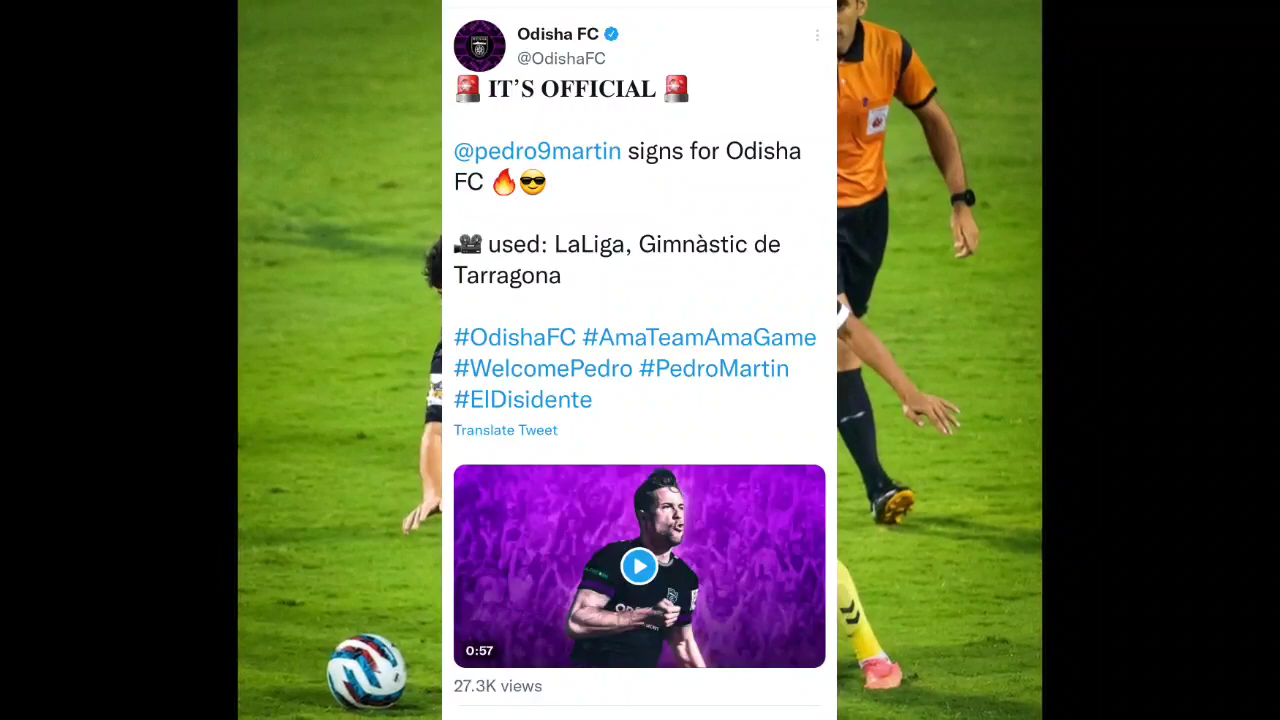 Odisha FC
@OdishaFC
🚨 IT’S OFFICIAL 🚨
@pedro9martin signs for Odisha
FC 🔥😎
🎥 used: LaLiga, Gimnàstic de
Tarragona
#OdishaFC #AmaTeamAmaGame
#WelcomePedro #PedroMartin
#ElDisidente
Translate Tweet
0:57
27.3K views